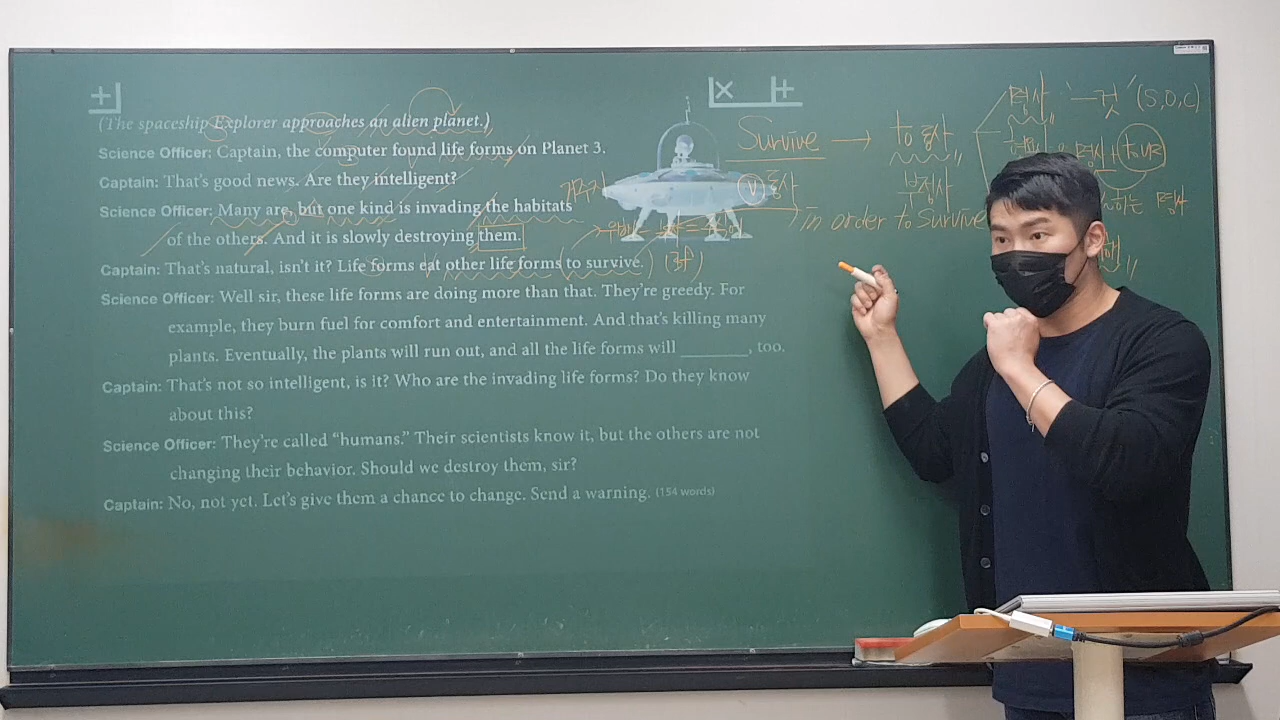 (The spaceship Explorer approaches an alien planet.)
Science Officer: Captain, the computer found life forms on Planet 3.
Captain: That's good news. Are they intelligent?
Science Officer: Many are, but one kind is invading the habitats
of the others. And it is slowly destroying them.
Captain: That's natural, isn't it? Life forms eat other life forms to survive.
Science Officer: Well sir, these life forms are doing more than that. They're greedy. For
example, they burn fuel for comfort and entertainment. And that's killing many
plants. Eventually, the plants will run out, and all the life forms will ________, too.
Captain: That's not so intelligent, is it? Who are the invading life forms? Do they know
about this?
Science Officer: They're called "humans." Their scientists know it, but the others are not
changing their behavior. Should we destroy them, sir?
Captain: No, not yet. Let's give them a chance to change. Send a warning. (154 words)
Survive → to 동사
V 동사
부정사
in order to Survive
명사 (S,O,C)
to VR